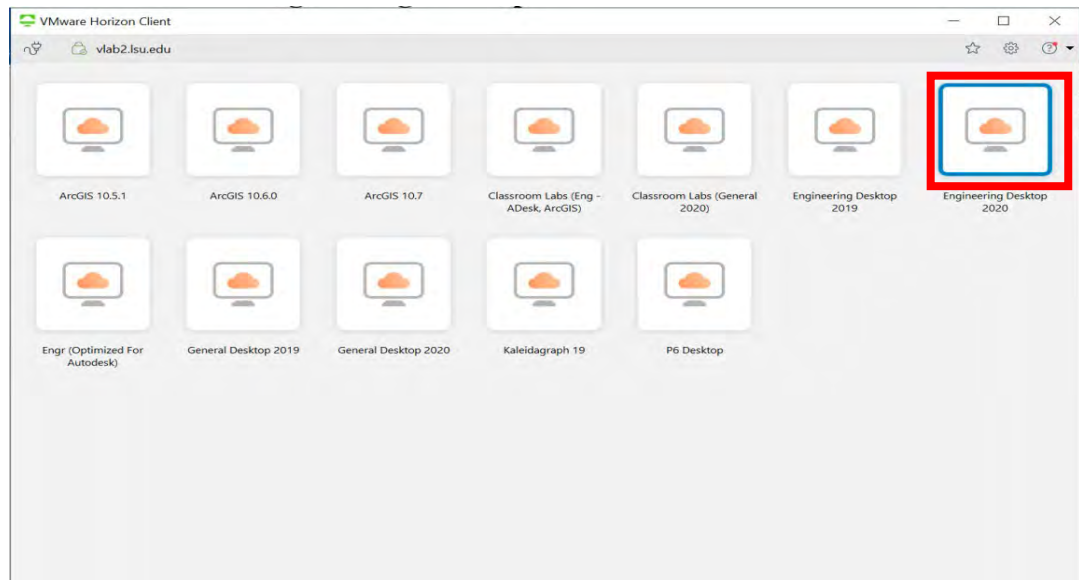 VMware Horizon Client
vlab2.lsu.edu
ArcGIS 10.5.1
ArcGIS 10.6.0
ArcGIS 10.7
Classroom Labs (Eng -
ADesk, ArcGIS)
Classroom Labs (General
2020)
Engineering Desktop
2019
Engineering Desktop
2020
Engr (Optimized For
Autodesk)
General Desktop 2019
General Desktop 2020
Kaleidagraph 19
P6 Desktop